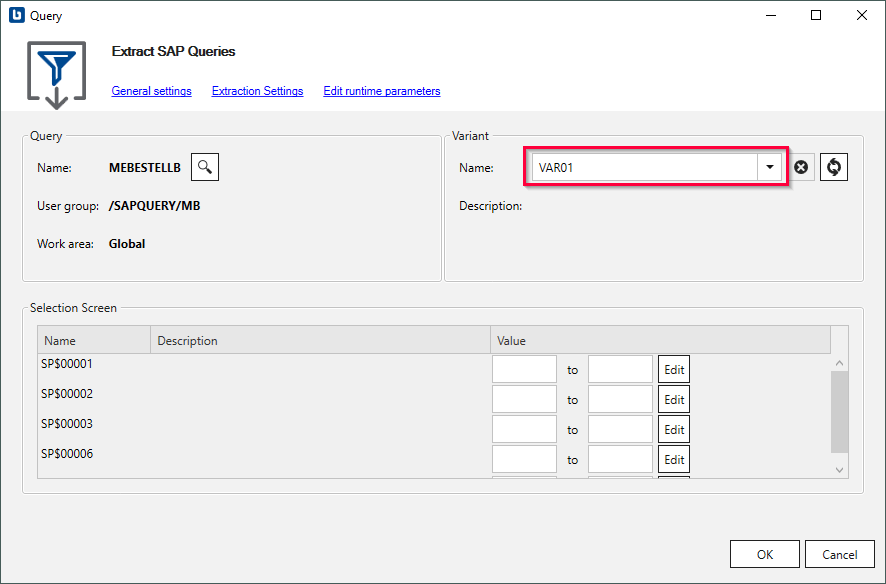 Query
Extract SAP Queries
General settings Extraction Settings Edit runtime parameters
Query
Name: MEBESTELLB
User group: /SAPQUERY/MB
Work area: Global
Variant
Name: VAR01
Description:
Selection Screen
Name Description Value
SP$00001 to Edit
SP$00002 to Edit
SP$00003 to Edit
SP$00006 to Edit
OK Cancel